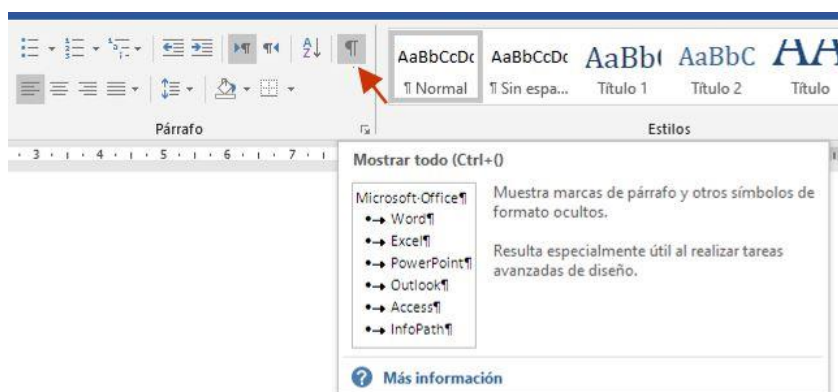 AaBbCcDc AaBbCcDc AaBb( AaBbC AA
¶ Normal ¶ Sin espa... Título 1 Título 2 Título
Párrafo Estilos
3 4 5 6 7
Mostrar todo (Ctrl+()
Microsoft·Office¶
Word¶
Excel¶
PowerPoint¶
Outlook¶
Access¶
InfoPath¶
Muestra marcas de párrafo y otros símbolos de
formato ocultos.
Resulta especialmente útil al realizar tareas
avanzadas de diseño.
Más información